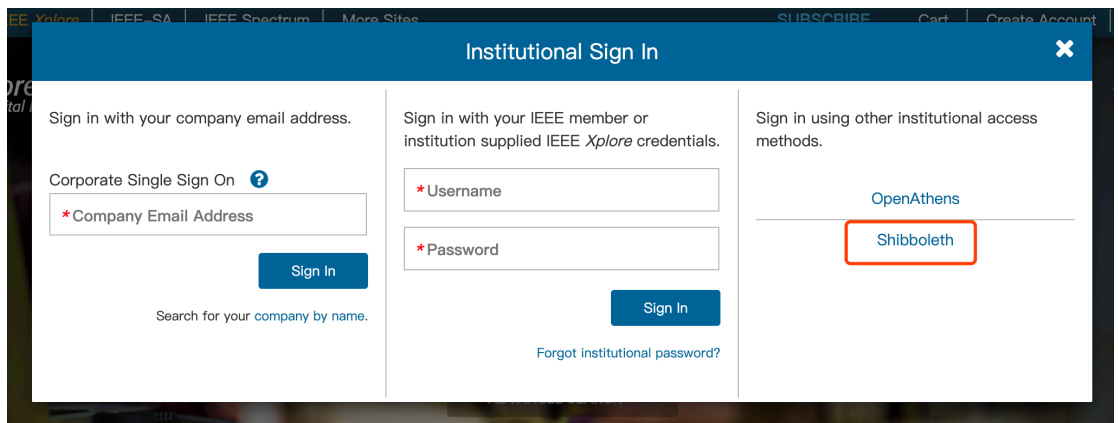 IEEE-SA IEEE Spectrum More Sites SUBSCRIBE Cart Create Account
Institutional Sign In
Sign in with your company email address.
Corporate Single Sign On ?
*Company Email Address
Sign In
Search for your company by name.
Sign in with your IEEE member or
institution supplied IEEE Xplore credentials.
*Username
*Password
Sign In
Forgot institutional password?
Sign in using other institutional access
methods.
OpenAthens
Shibboleth